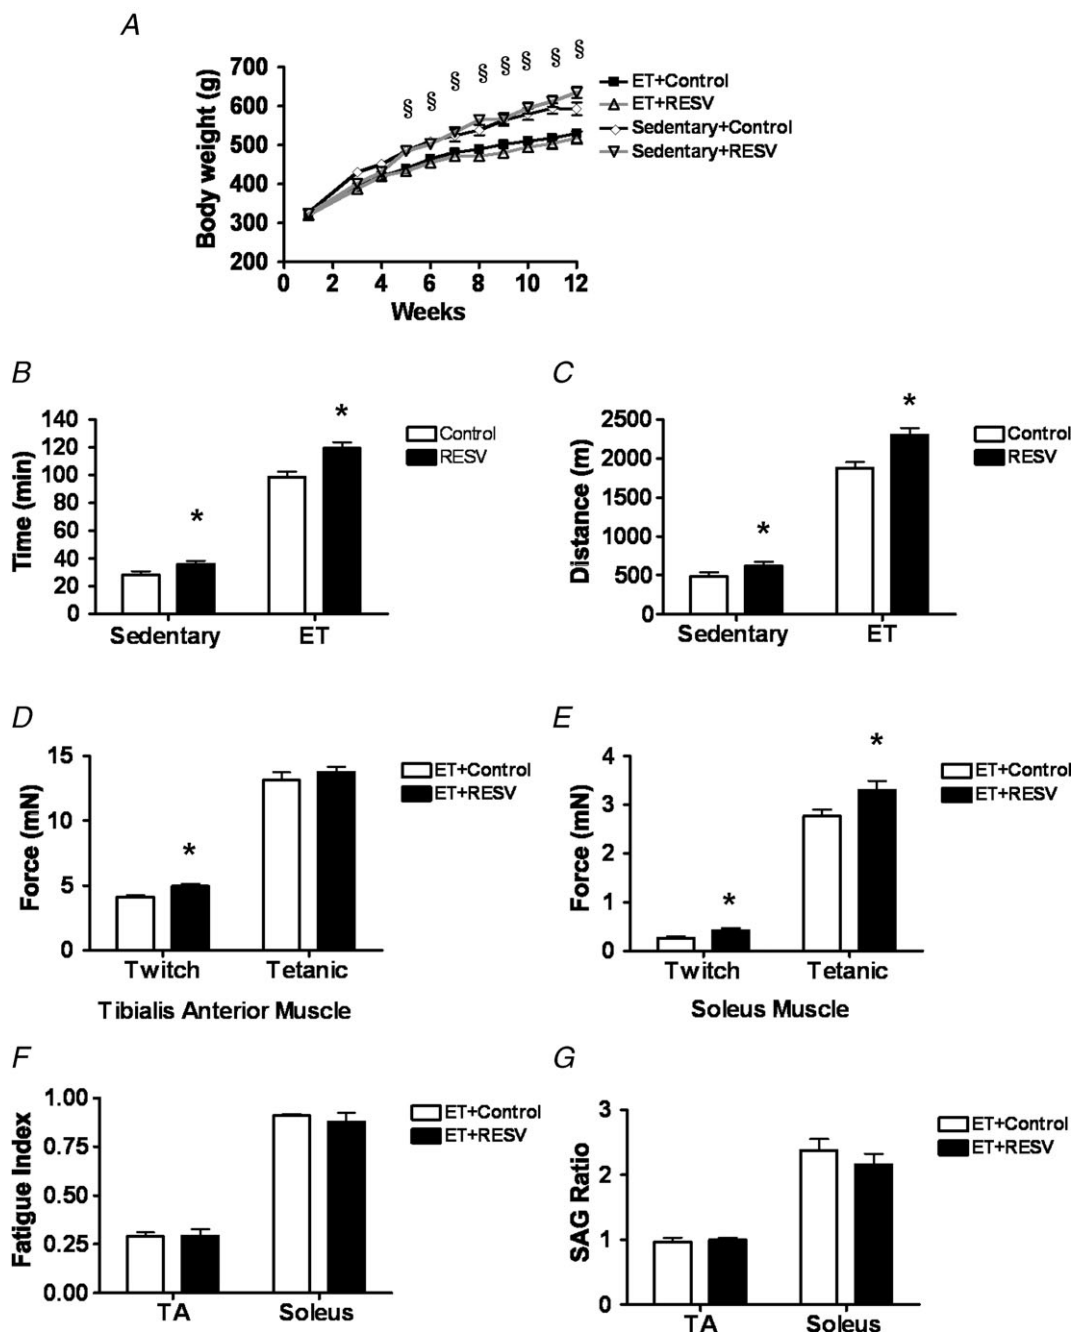 A
§ § § § § § § §
700
600
500
400
300
200
Body weight (g)
0 2 4 6 8 10 12
Weeks
ET+Control
ET+RESV
Sedentary+Control
Sedentary+RESV
B
140
120
100
80
60
40
20
0
Time (min)
* *
Sedentary ET
Control
RESV
C
2500
2000
1500
1000
500
0
Distance (m)
* *
Sedentary ET
Control
RESV
D
15
10
5
0
Force (mN)
*
Twitch Tetanic
Tibialis Anterior Muscle
ET+Control
ET+RESV
E
4
3
2
1
0
Force (mN)
* *
Twitch Tetanic
Soleus Muscle
ET+Control
ET+RESV
F
1.00
0.75
0.50
0.25
0.00
Fatigue Index
TA Soleus
ET+Control
ET+RESV
G
3
2
1
0
SAG Ratio
TA Soleus
ET+Control
ET+RESV